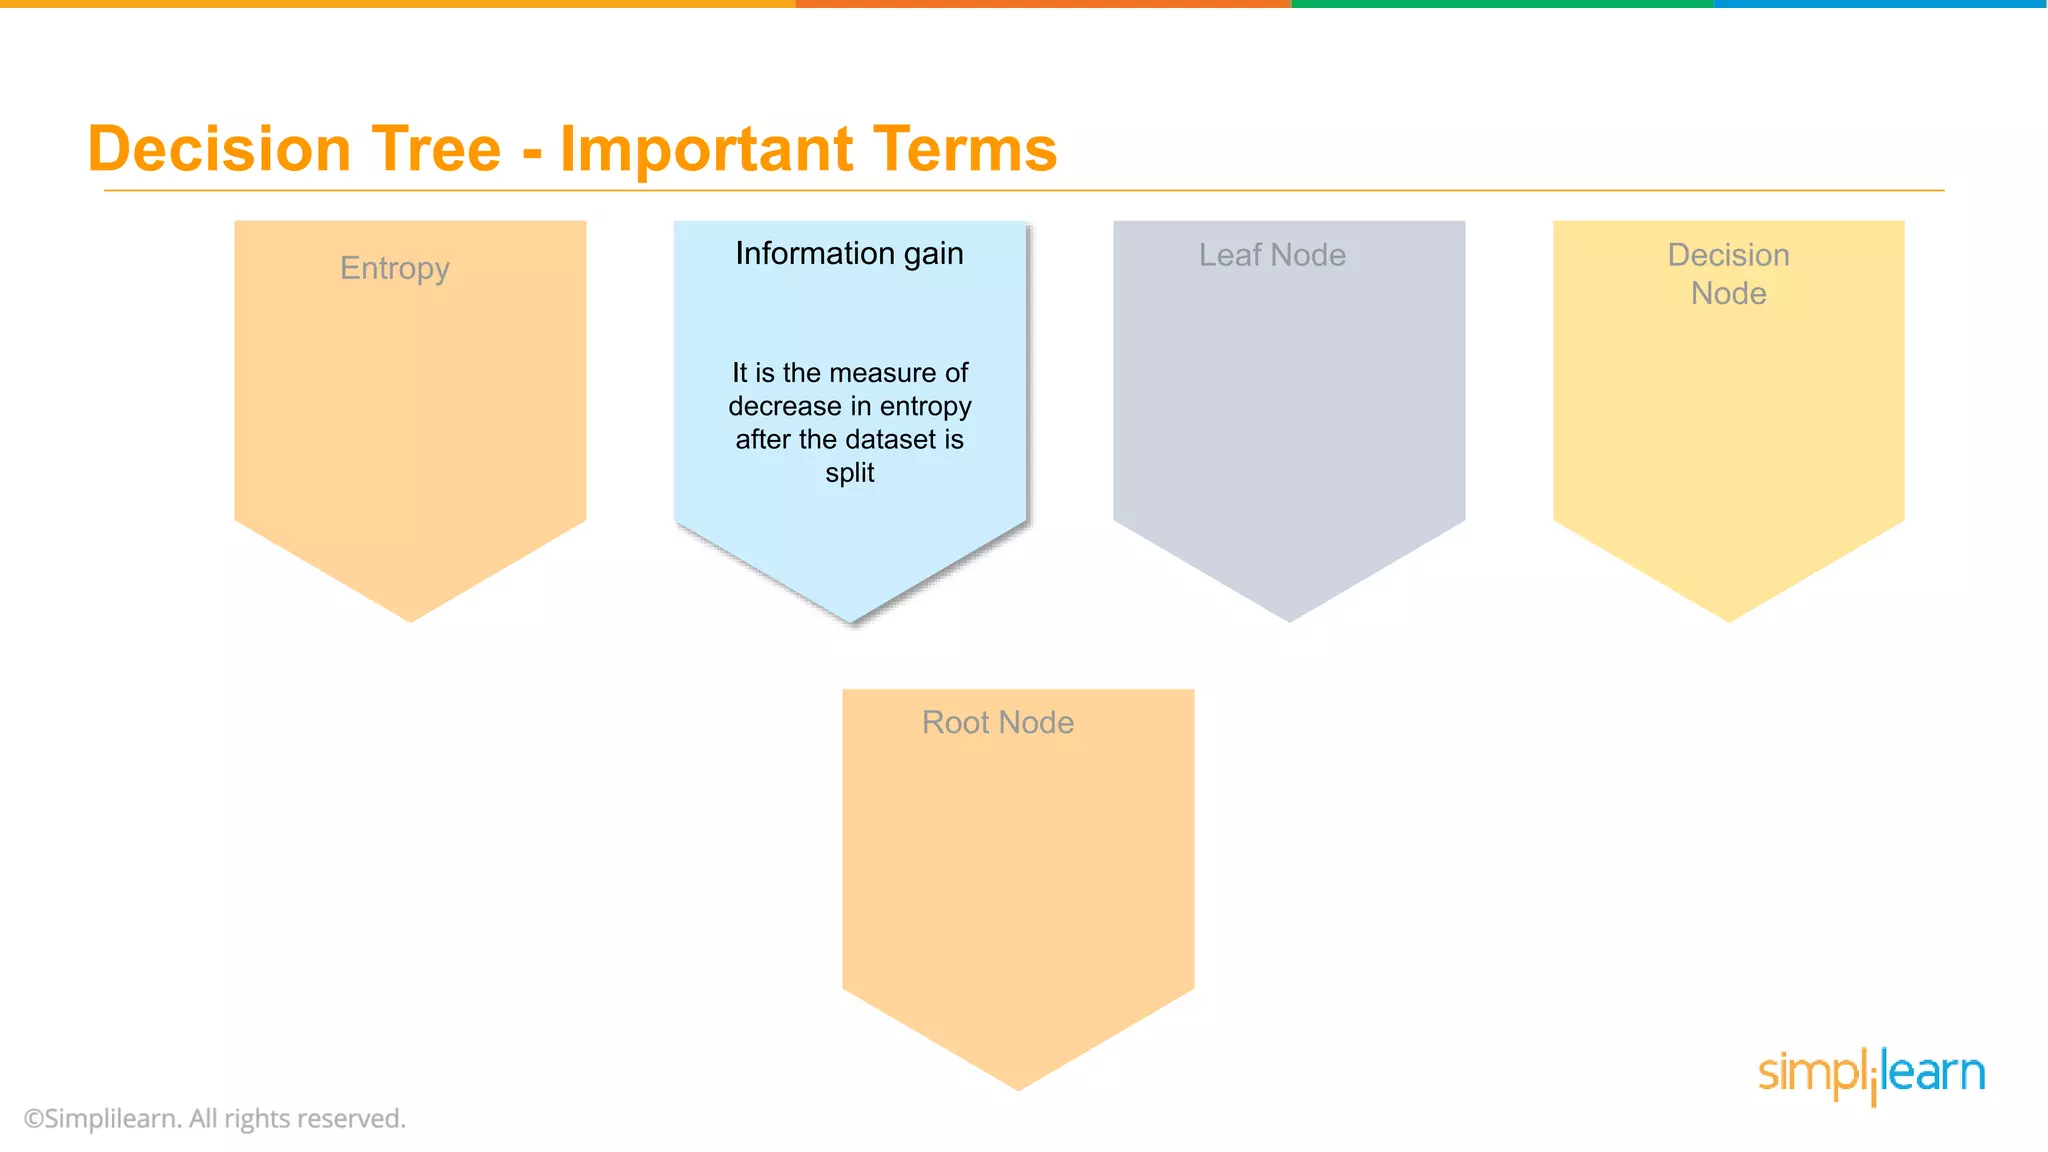 Decision Tree - Important Terms
Entropy
Information gain
It is the measure of
decrease in entropy
after the dataset is
split
Leaf Node
Decision
Node
Root Node
simplilearn
©Simplilearn. All rights reserved.